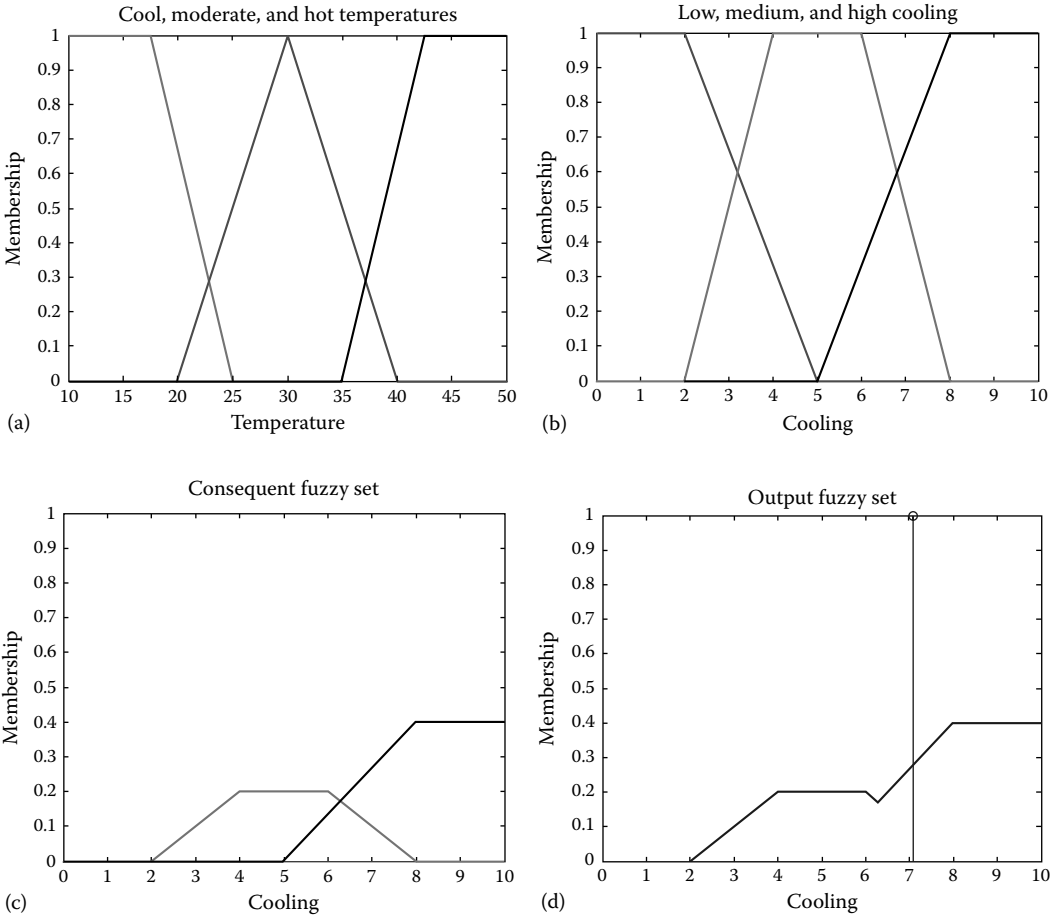 Cool, moderate, and hot temperatures
1
0.9
0.8
0.7
0.6
0.5
0.4
0.3
0.2
0.1
0
Membership
10 15 20 25 30 35 40 45 50
Temperature
(a)
Low, medium, and high cooling
1
0.9
0.8
0.7
0.6
0.5
0.4
0.3
0.2
0.1
0
Membership
0 1 2 3 4 5 6 7 8 9 10
Cooling
(b)
Consequent fuzzy set
1
0.9
0.8
0.7
0.6
0.5
0.4
0.3
0.2
0.1
0
Membership
0 1 2 3 4 5 6 7 8 9 10
Cooling
(c)
Output fuzzy set
1
0.9
0.8
0.7
0.6
0.5
0.4
0.3
0.2
0.1
0
Membership
0 1 2 3 4 5 6 7 8 9 10
Cooling
(d)